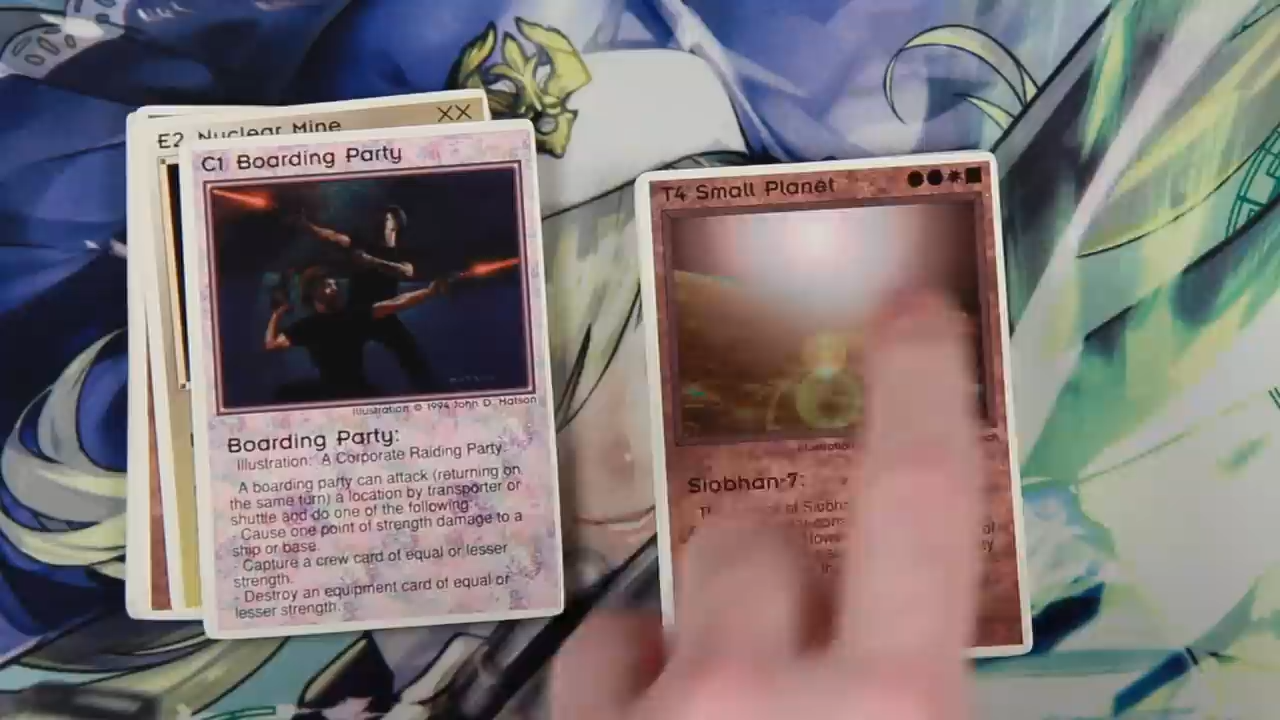 E2 Nuclear Mine XX
C1 Boarding Party
Illustration © 1994 John D. Matson
Boarding Party:
Illustration: A Corporate Raiding Party.
A boarding party can attack (returning on
the same turn) a location by transporter or
shuttle and do one of the following:
- Cause one point of strength damage to a
ship or base.
- Capture a crew card of equal or lesser
strength.
- Destroy an equipment card of equal or
lesser strength.
T4 Small Planet
Illustration
Siobhan-7:
of